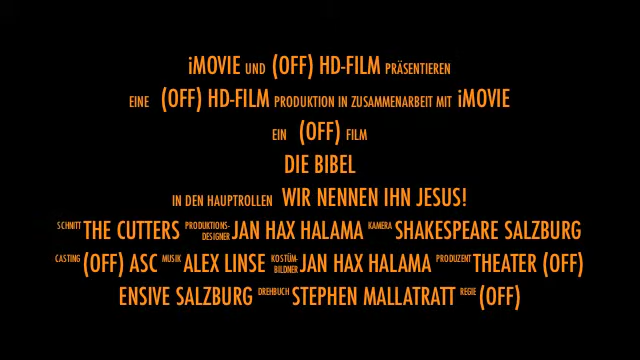 iMOVIE UND (OFF) HD-FILM PRÄSENTIEREN
EINE (OFF) HD-FILM PRODUKTION IN ZUSAMMENARBEIT MIT iMOVIE
EIN (OFF) FILM
DIE BIBEL
IN DEN HAUPTROLLEN WIR NENNEN IHN JESUS!
SCHNITT THE CUTTERS PRODUKTIONS-DESIGNER JAN HAX HALAMA KAMERA SHAKESPEARE SALZBURG
CASTING (OFF) ASC MUSIK ALEX LINSE KOSTÜM-BILDNER JAN HAX HALAMA PRODUZENT THEATER (OFF)
ENSIVE SALZBURG DREHBUCH STEPHEN MALLATRATT REGIE (OFF)